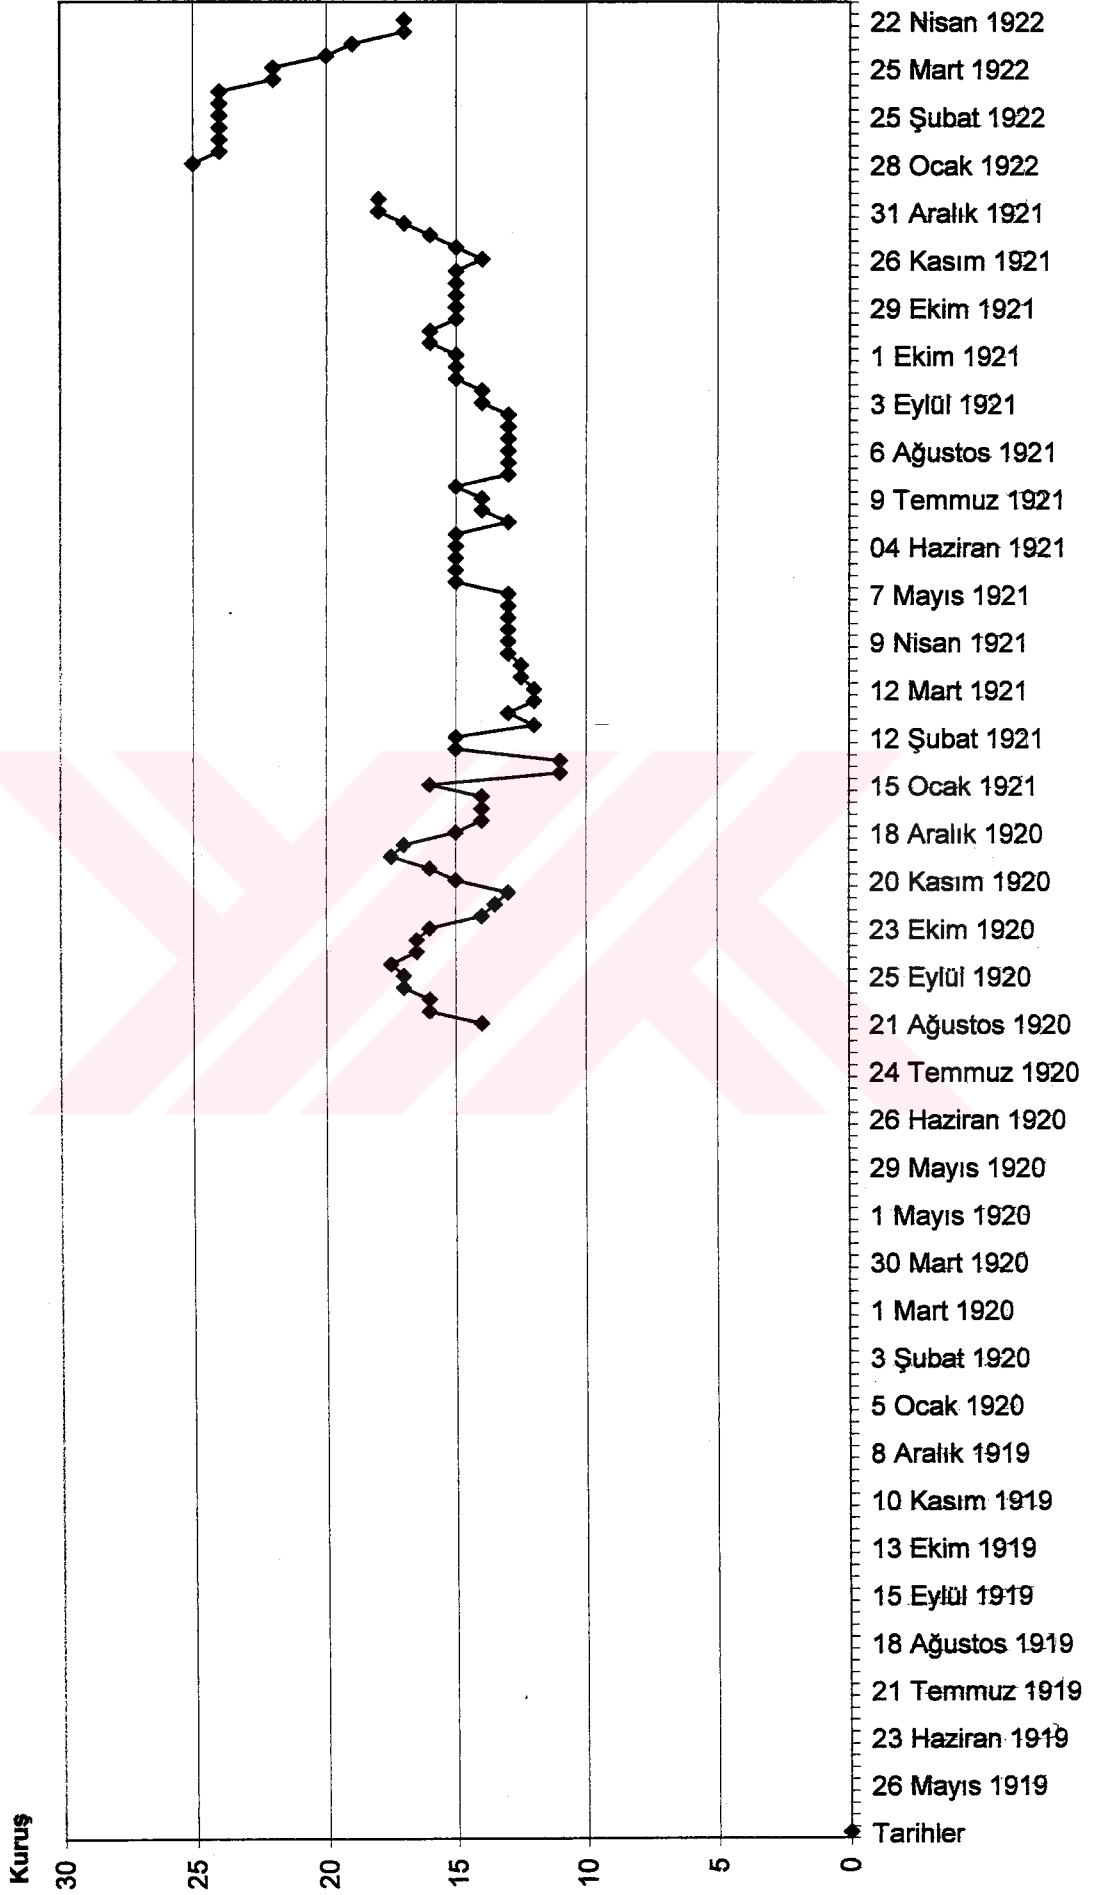 22 Nisan 1922
25 Mart 1922
25 Şubat 1922
28 Ocak 1922
31 Aralık 1921
26 Kasım 1921
29 Ekim 1921
1 Ekim 1921
3 Eylül 1921
6 Ağustos 1921
9 Temmuz 1921
04 Haziran 1921
7 Mayıs 1921
9 Nisan 1921
12 Mart 1921
12 Şubat 1921
15 Ocak 1921
18 Aralık 1920
20 Kasım 1920
23 Ekim 1920
25 Eylül 1920
21 Ağustos 1920
24 Temmuz 1920
26 Haziran 1920
29 Mayıs 1920
1 Mayıs 1920
30 Mart 1920
1 Mart 1920
3 Şubat 1920
5 Ocak 1920
8 Aralık 1919
10 Kasım 1919
13 Ekim 1919
15 Eylül 1919
18 Ağustos 1919
21 Temmuz 1919
23 Haziran 1919
26 Mayıs 1919
Tarihler
Kuruş
30
25
20
15
10
5
0